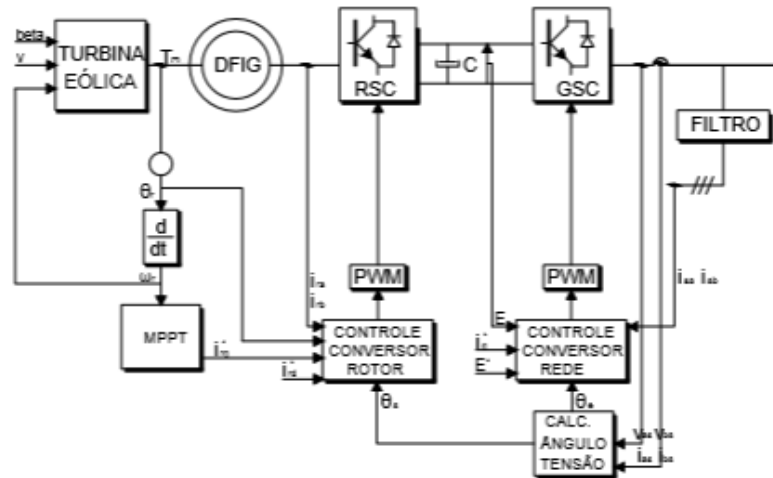 beta
v
TURBINA
EÓLICA
Tm
DFIG
RSC
C
GSC
FILTRO
d
dt
MPPT
PWM
PWM
E
E*
CONTROLE
CONVERSOR
ROTOR
CONTROLE
CONVERSOR
REDE
CALC.
ÂNGULO
TENSÃO